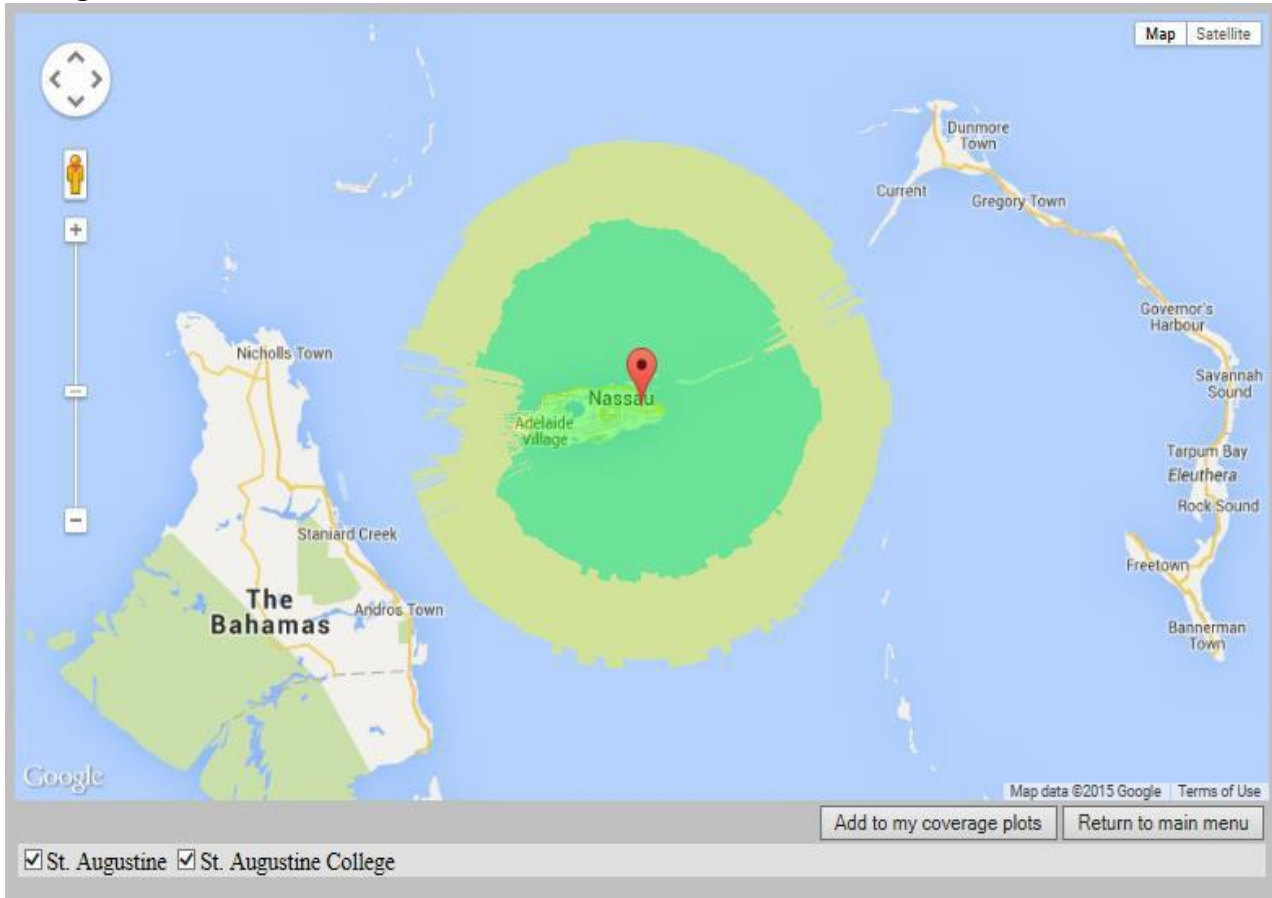 Map Satellite
Dunmore
Town
Current
Gregory Town
Governor's
Harbour
Nicholls Town
Savannah
Sound
Nassau
Adelaide
Village
Tarpum Bay
Eleuthera
Rock Sound
Staniard Creek
Freetown
The
Bahamas
Andros Town
Bannerman
Town
Google
Map data ©2015 Google Terms of Use
Add to my coverage plots Return to main menu
St. Augustine St. Augustine College